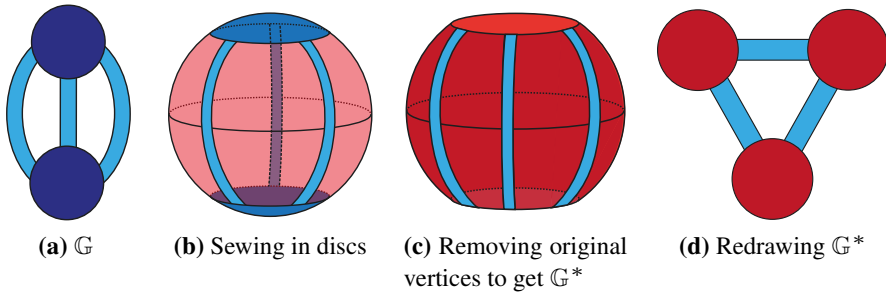 (a) 𝔾
(b) Sewing in discs
(c) Removing original
vertices to get 𝔾*
(d) Redrawing 𝔾*